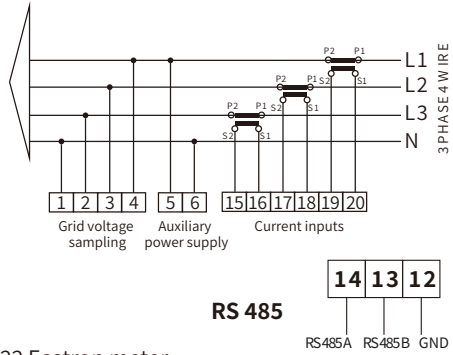 P2 P1
L1
P2 P1 S2 S1
L2
P2 P1 S2 S1
L3
S2 S1
N
3 PHASE 4 WIRE
1 2 3 4 5 6 15 16 17 18 19 20
Grid voltage sampling
Auxiliary power supply
Current inputs
14 13 12
RS 485
RS485A RS485B GND